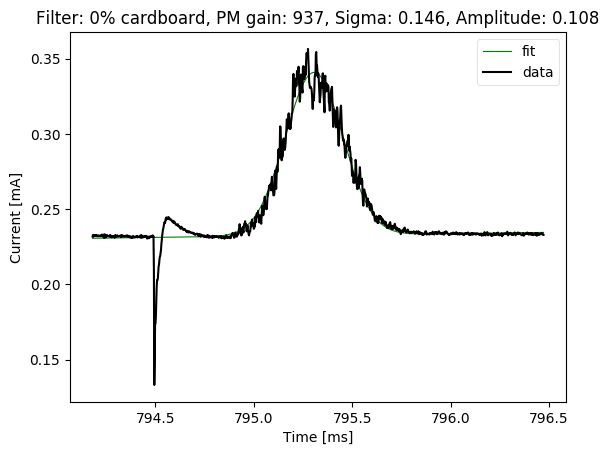 Filter: 0% cardboard, PM gain: 937, Sigma: 0.146, Amplitude: 0.108
fit
data
0.35
0.30
0.25
0.20
0.15
Current [mA]
794.5
795.0
795.5
796.0
796.5
Time [ms]